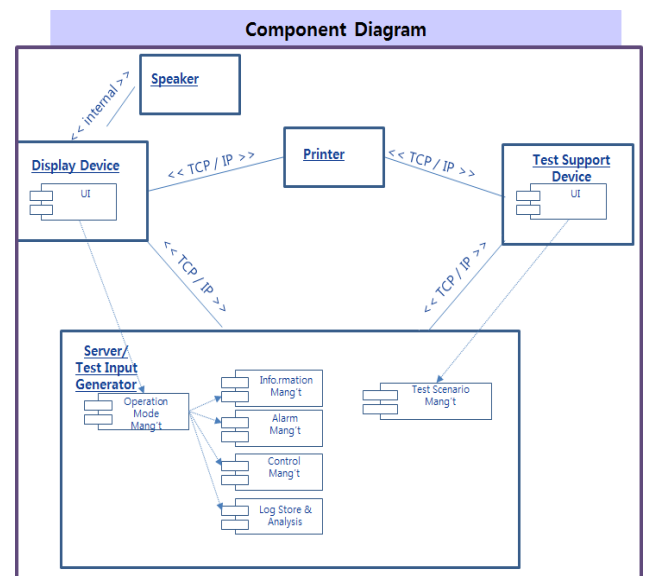 Component Diagram
Speaker
<< internal >>
Display Device
UI
<< TCP / IP >>
Printer
<< TCP / IP >>
Test Support
Device
UI
<< TCP / IP >>
<< TCP / IP >>
Server/
Test Input
Generator
Operation
Mode
Mang't
Info.rmation
Mang't
Alarm
Mang't
Control
Mang't
Log Store &
Analysis
Test Scenario
Mang't